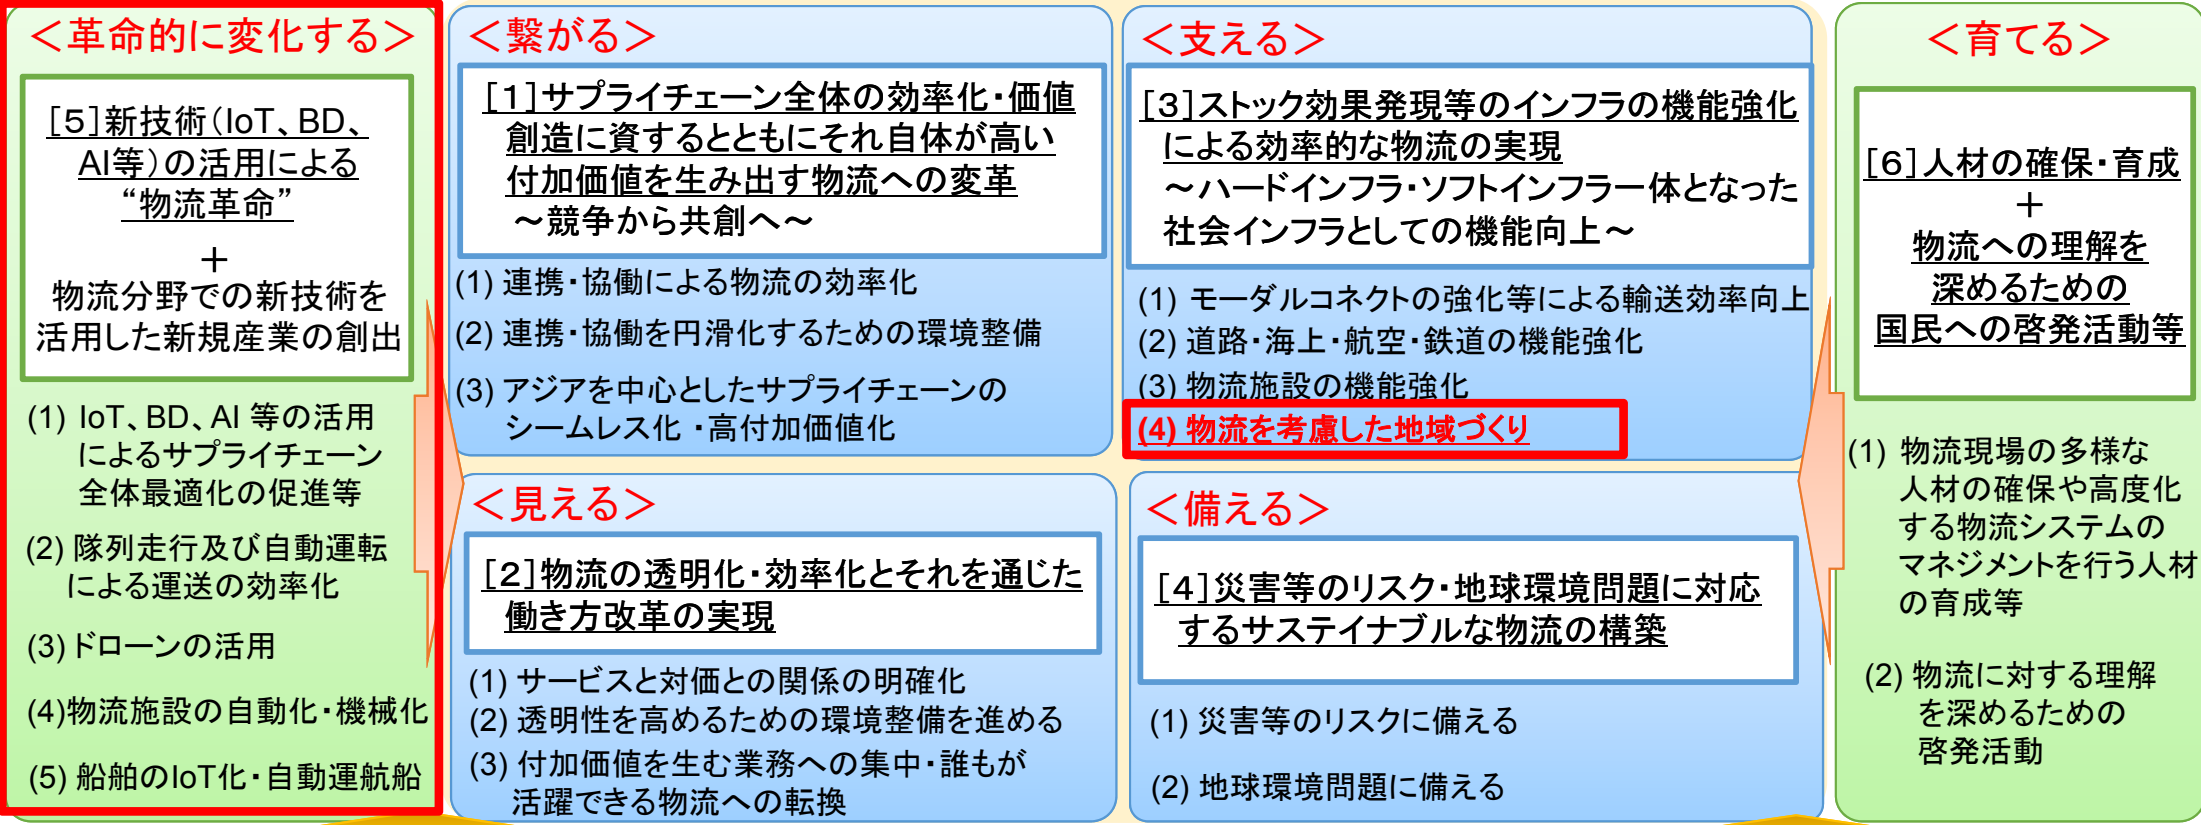 ＜革命的に変化する＞
［5］新技術（IoT、BD、
AI等）の活用による
“物流革命”
＋
物流分野での新技術を
活用した新規産業の創出
(1) IoT、BD、AI 等の活用
によるサプライチェーン
全体最適化の促進等
(2) 隊列走行及び自動運転
による運送の効率化
(3) ドローンの活用
(4)物流施設の自動化・機械化
(5) 船舶のIoT化・自動運航船
＜繋がる＞
［1］サプライチェーン全体の効率化・価値
創造に資するとともにそれ自体が高い
付加価値を生み出す物流への変革
～競争から共創へ～
(1) 連携・協働による物流の効率化
(2) 連携・協働を円滑化するための環境整備
(3) アジアを中心としたサプライチェーンの
シームレス化 ・高付加価値化
＜見える＞
［2］物流の透明化・効率化とそれを通じた
働き方改革の実現
(1) サービスと対価との関係の明確化
(2) 透明性を高めるための環境整備を進める
(3) 付加価値を生む業務への集中・誰もが
活躍できる物流への転換
＜支える＞
［3］ストック効果発現等のインフラの機能強化
による効率的な物流の実現
～ハードインフラ・ソフトインフラ一体となった
社会インフラとしての機能向上～
(1) モーダルコネクトの強化等による輸送効率向上
(2) 道路・海上・航空・鉄道の機能強化
(3) 物流施設の機能強化
(4) 物流を考慮した地域づくり
＜備える＞
［4］災害等のリスク・地球環境問題に対応
するサステイナブルな物流の構築
(1) 災害等のリスクに備える
(2) 地球環境問題に備える
＜育てる＞
［6］人材の確保・育成
＋
物流への理解を
深めるための
国民への啓発活動等
(1) 物流現場の多様な
人材の確保や高度化
する物流システムの
マネジメントを行う人材
の育成等
(2) 物流に対する理解
を深めるための
啓発活動